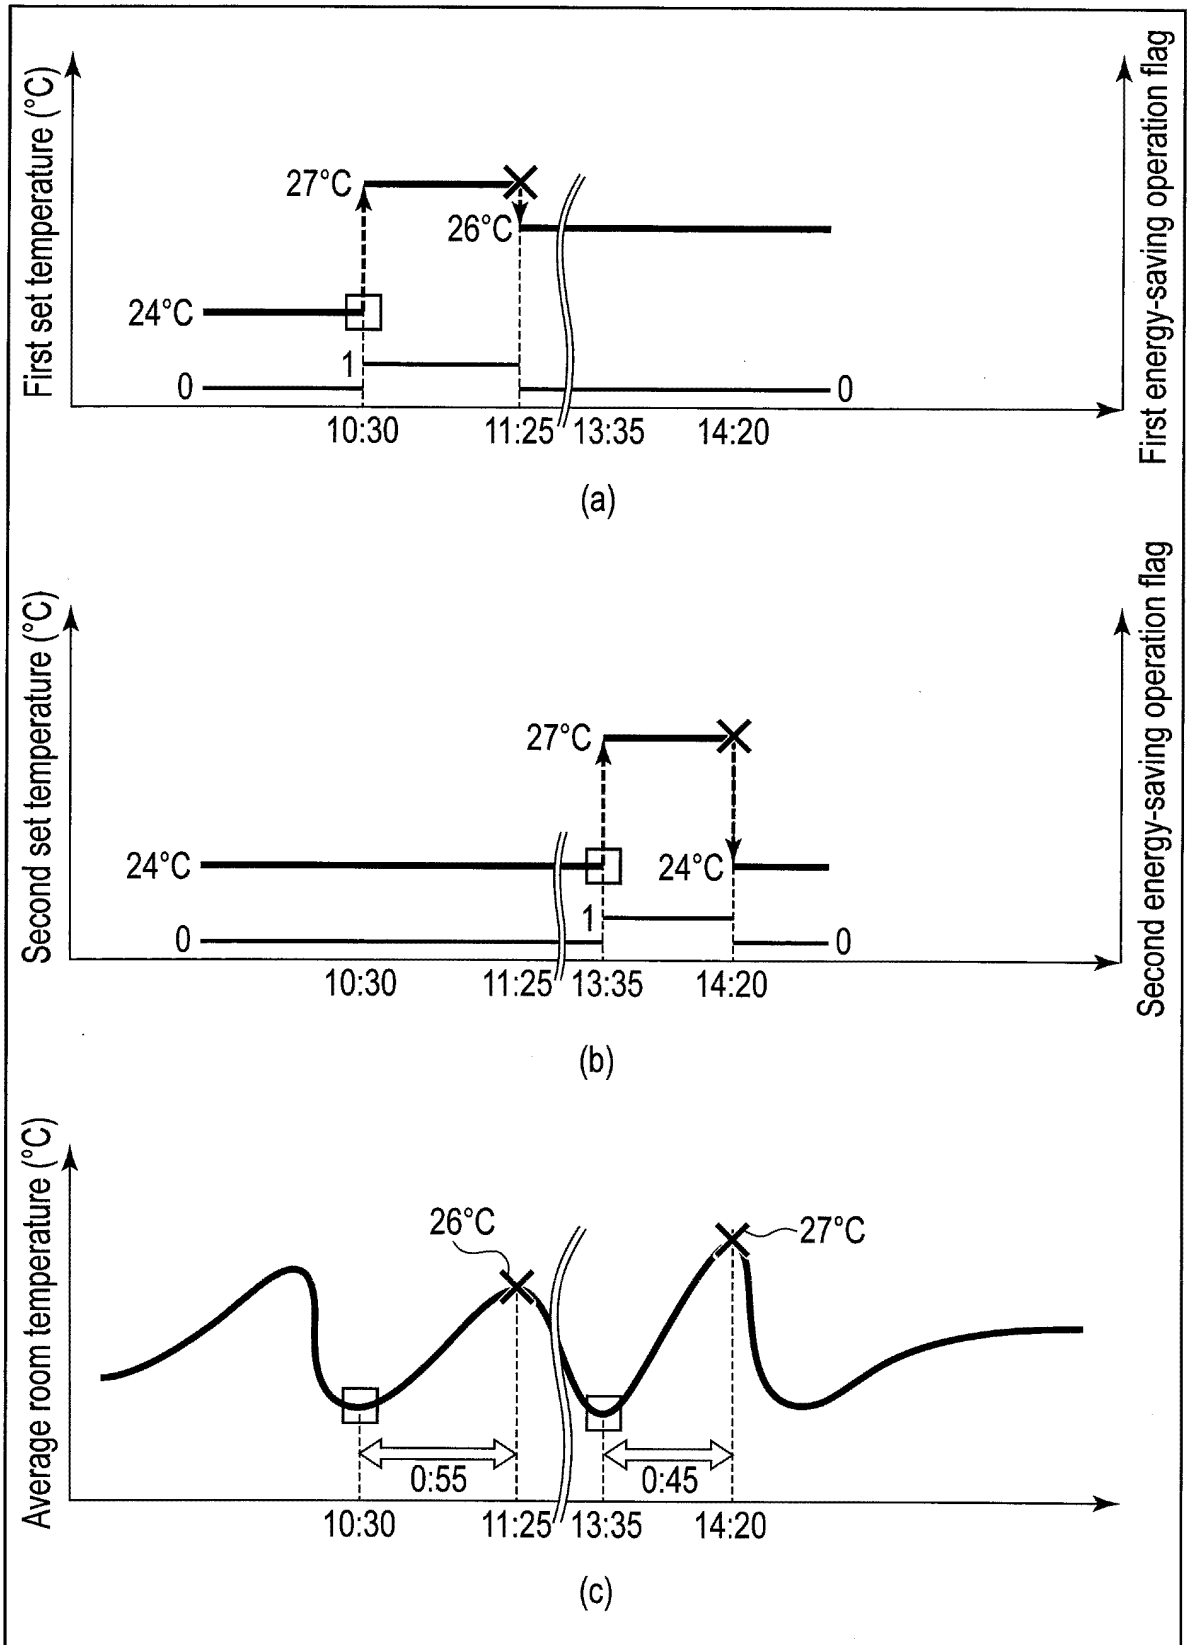 First set temperature (°C)
First energy-saving operation flag
27°C
26°C
24°C
1
0
0
10:30
11:25
13:35
14:20
(a)
Second set temperature (°C)
Second energy-saving operation flag
27°C
24°C
24°C
1
0
0
10:30
11:25
13:35
14:20
(b)
Average room temperature (°C)
26°C
27°C
0:55
0:45
10:30
11:25
13:35
14:20
(c)